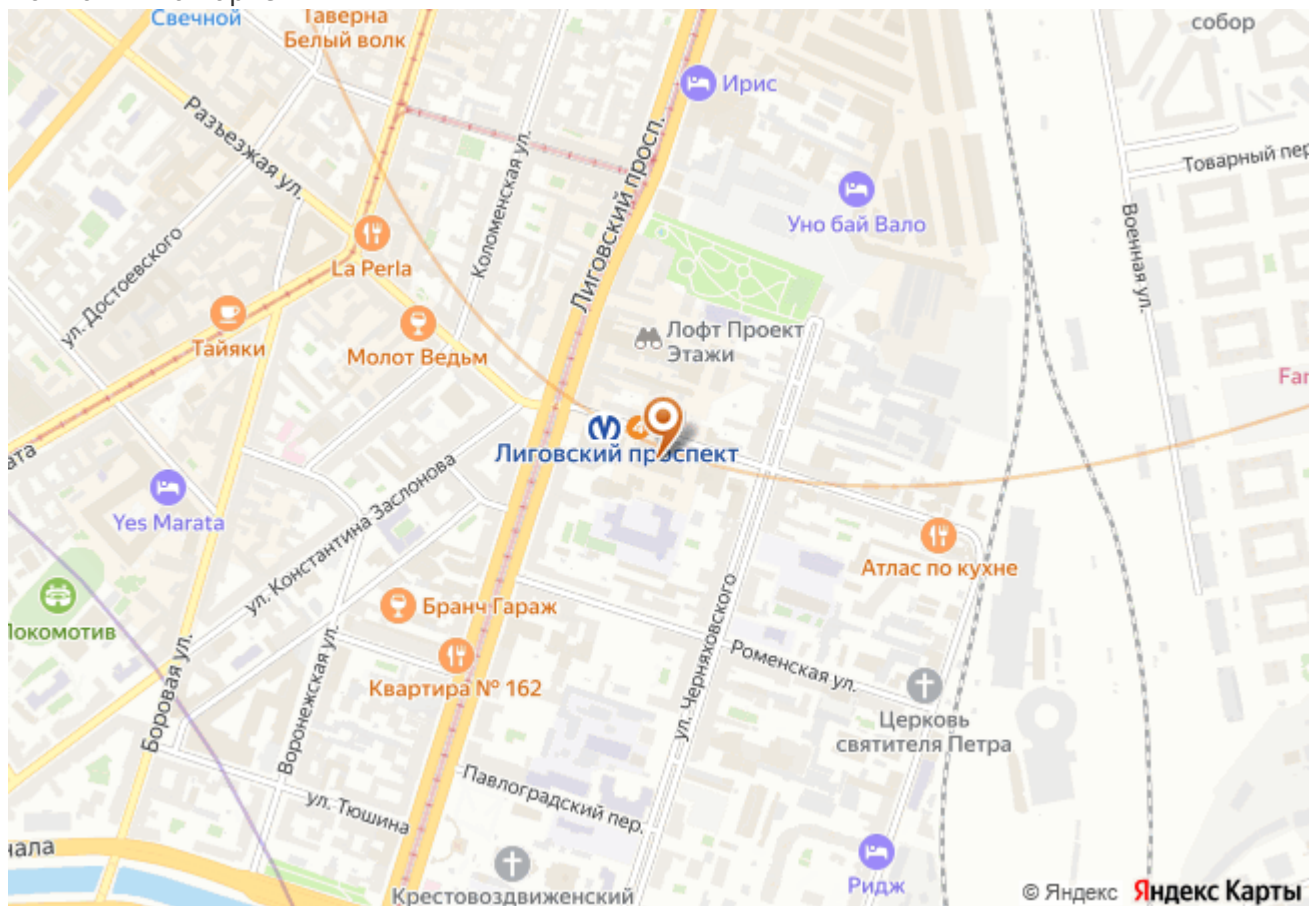 Свечной
Таверна
Белый волк
собор
Ирис
Разъезжая ул.
Лиговский просп.
Товарный пер
Коломенская ул.
Уно бай Вало
Военная ул.
ул. Достоевского
La Perla
Лофт Проект
Этажи
Тайяки
Молот Ведьм
Far
Лиговский проспект
ата
ул. Константина Заслонова
Yes Marata
Атлас по кухне
Бранч Гараж
Локомотив
ул. Черняховского
Роменская ул.
Квартира № 162
Боровая ул.
Воронежская ул.
Церковь
святителя Петра
Павлоградский пер.
ул. Тюшина
нала
Крестовоздвиженский
Ридж
© Яндекс Яндекс Карты